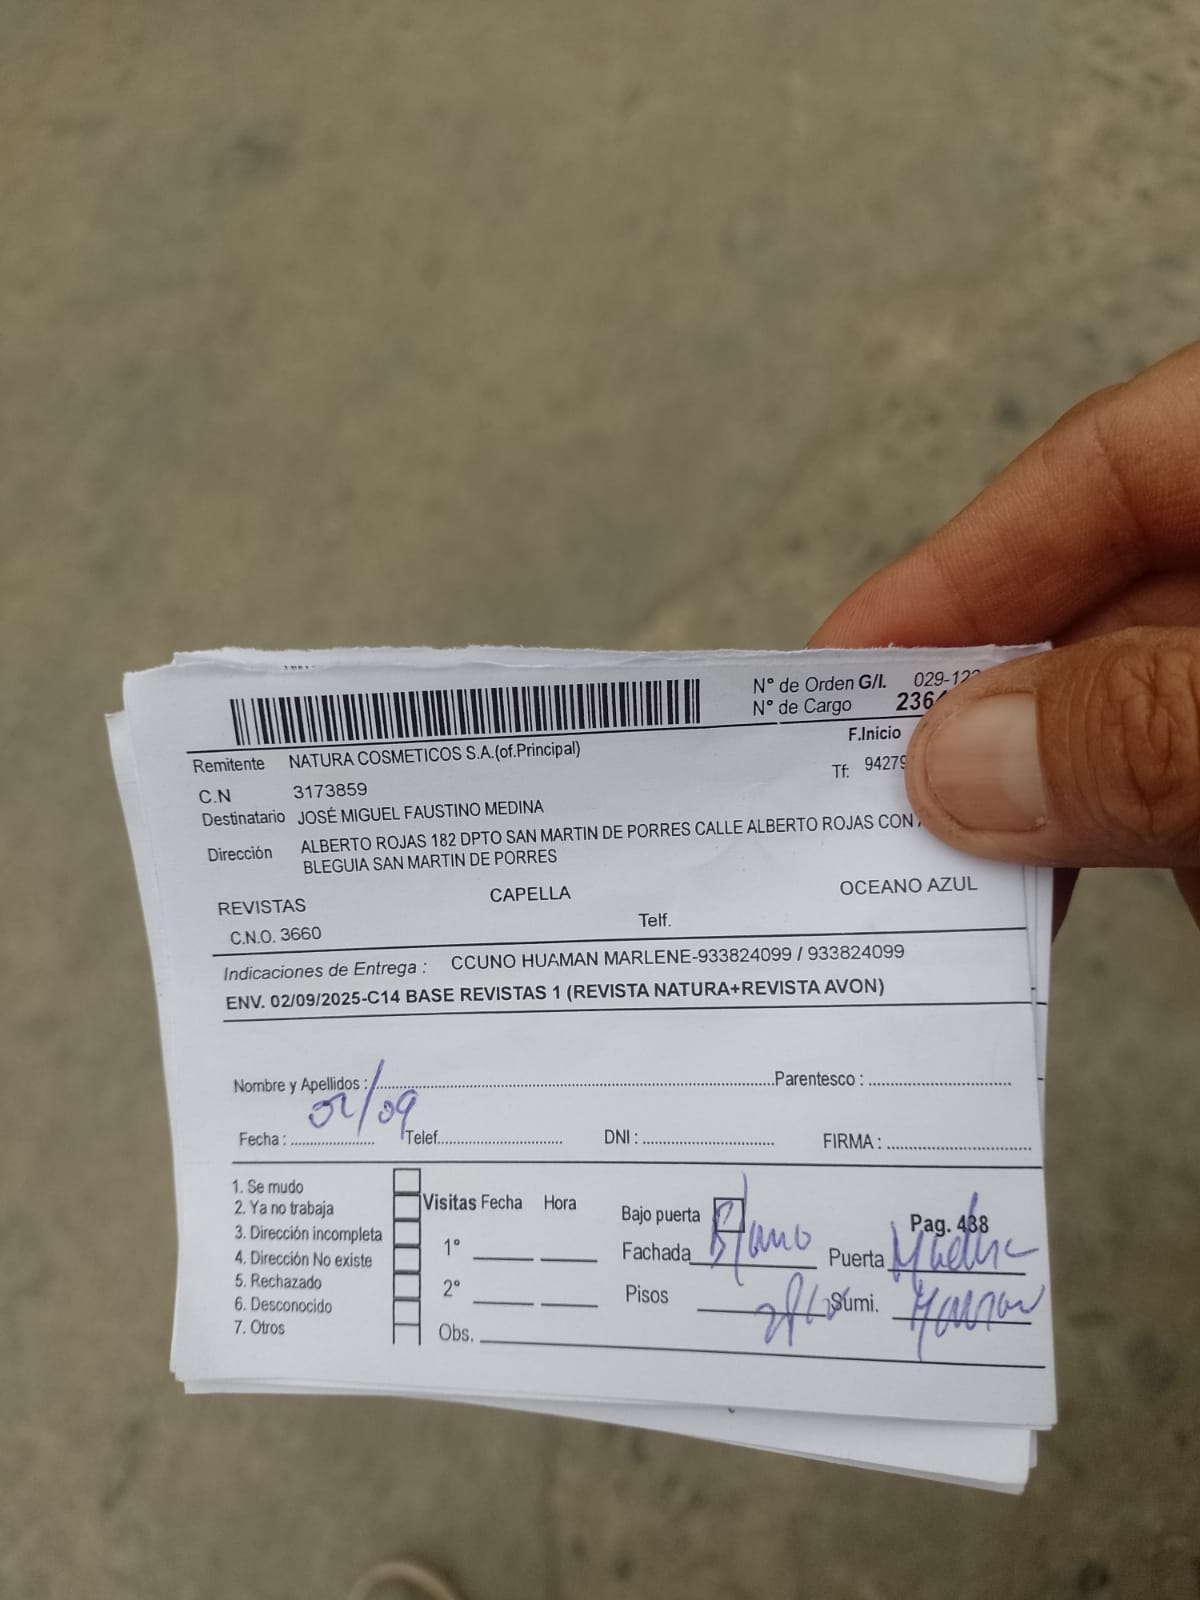 N° de Orden G/I. 029-122
N° de Cargo 2364
Remitente NATURA COSMETICOS S.A.(of.Principal)
F.Inicio
C.N 3173859
Tf: 94279
Destinatario JOSÉ MIGUEL FAUSTINO MEDINA
Dirección ALBERTO ROJAS 182 DPTO SAN MARTIN DE PORRES CALLE ALBERTO ROJAS CON
BLEGUIA SAN MARTIN DE PORRES
REVISTAS CAPELLA OCEANO AZUL
C.N.O. 3660 Telf.
Indicaciones de Entrega : CCUNO HUAMAN MARLENE-933824099 / 933824099
ENV. 02/09/2025-C14 BASE REVISTAS 1 (REVISTA NATURA+REVISTA AVON)
Nombre y Apellidos : Parentesco :
Fecha : 02/09 Telef. DNI : FIRMA :
1. Se mudo
2. Ya no trabaja
3. Dirección incompleta
4. Dirección No existe
5. Rechazado
6. Desconocido
7. Otros
Visitas Fecha Hora
1°
2°
Obs.
Bajo puerta Pag. 438
Fachada Blano Puerta
Pisos Sumi.